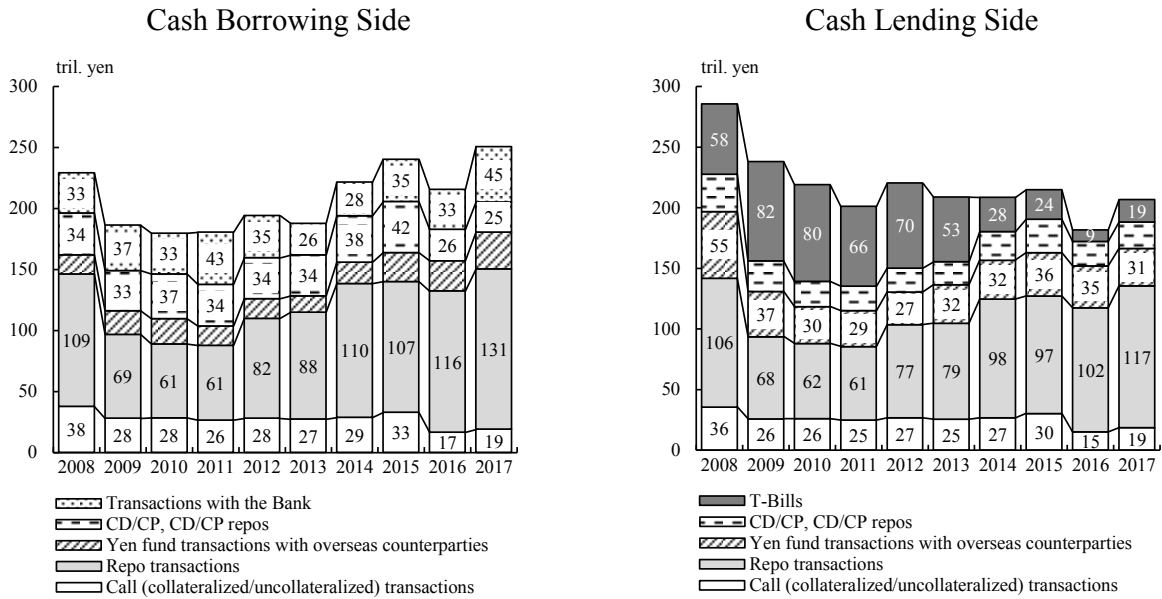 Cash Borrowing Side
tril. yen
300
250
200
150
100
50
0
33 37 33 43 35 26 28 35 33 45
34 33 37 34 34 34 38 42 26 25
109 69 61 61 82 88 110 107 116 131
38 28 28 26 28 27 29 33 17 19
2008 2009 2010 2011 2012 2013 2014 2015 2016 2017
Transactions with the Bank
CD/CP, CD/CP repos
Yen fund transactions with overseas counterparties
Repo transactions
Call (collateralized/uncollateralized) transactions
Cash Lending Side
tril. yen
300
250
200
150
100
50
0
58 82 80 66 70 53 28 24 9 19
55 37 30 29 27 32 32 36 35 31
106 68 62 61 77 79 98 97 102 117
36 26 26 25 27 25 27 30 15 19
2008 2009 2010 2011 2012 2013 2014 2015 2016 2017
T-Bills
CD/CP, CD/CP repos
Yen fund transactions with overseas counterparties
Repo transactions
Call (collateralized/uncollateralized) transactions